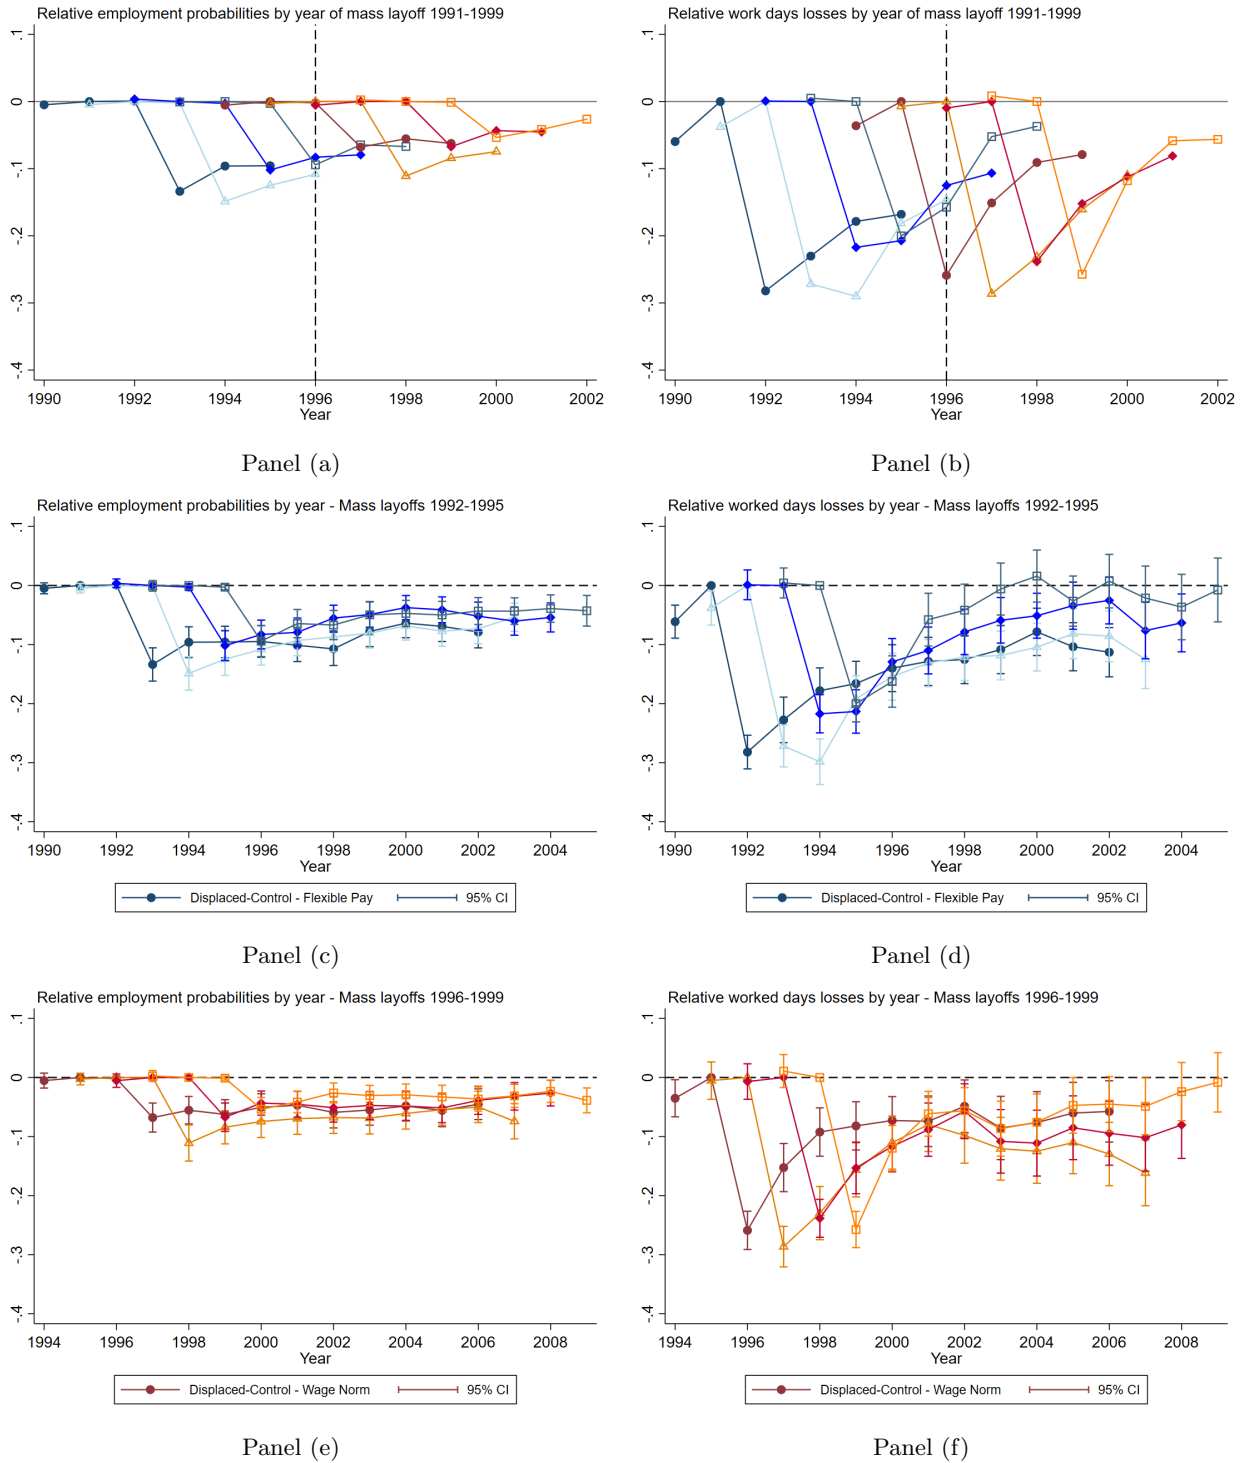 Relative employment probabilities by year of mass layoff 1991-1999
.1
0
-.1
-.2
-.3
-.4
1990 1992 1994 1996 1998 2000 2002
Year
Panel (a)
Relative work days losses by year of mass layoff 1991-1999
.1
0
-.1
-.2
-.3
-.4
1990 1992 1994 1996 1998 2000 2002
Year
Panel (b)
Relative employment probabilities by year - Mass layoffs 1992-1995
.1
0
-.1
-.2
-.3
-.4
1990 1992 1994 1996 1998 2000 2002 2004
Year
Displaced-Control - Flexible Pay 95% CI
Panel (c)
Relative worked days losses by year - Mass layoffs 1992-1995
.1
0
-.1
-.2
-.3
-.4
1990 1992 1994 1996 1998 2000 2002 2004
Year
Displaced-Control - Flexible Pay 95% CI
Panel (d)
Relative employment probabilities by year - Mass layoffs 1996-1999
.1
0
-.1
-.2
-.3
-.4
1994 1996 1998 2000 2002 2004 2006 2008
Year
Displaced-Control - Wage Norm 95% CI
Panel (e)
Relative worked days losses by year - Mass layoffs 1996-1999
.1
0
-.1
-.2
-.3
-.4
1994 1996 1998 2000 2002 2004 2006 2008
Year
Displaced-Control - Wage Norm 95% CI
Panel (f)